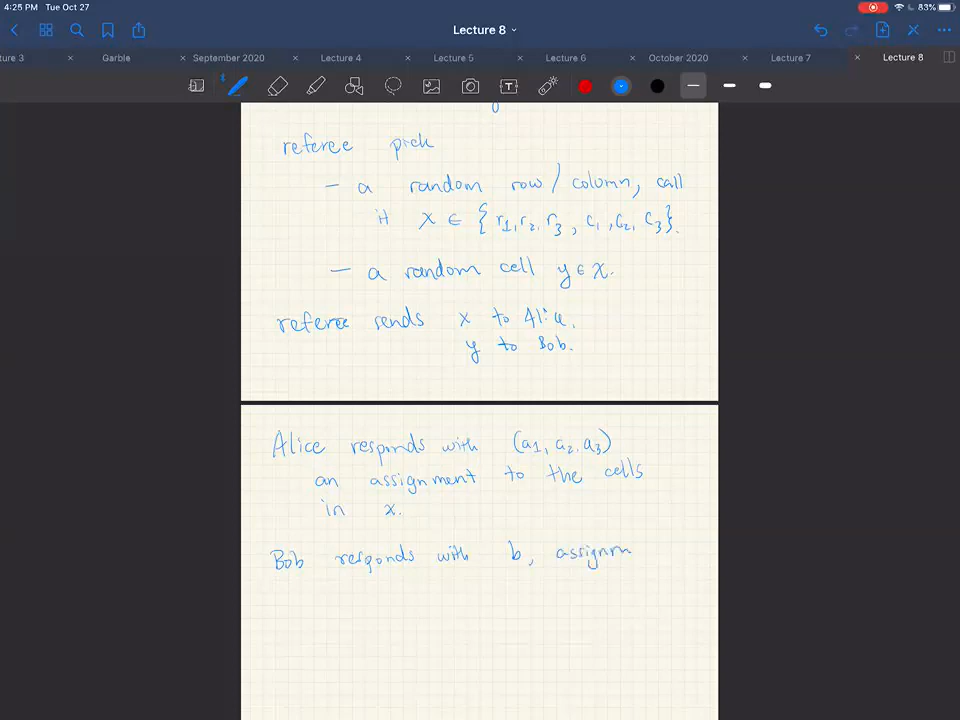 4:25 PM Tue Oct 27
83%
Lecture 8
ure 3
Garble
September 2020
Lecture 4
Lecture 5
Lecture 6
October 2020
Lecture 7
Lecture 8
referee pick
- a random row/column, call
it x ∈ {r1, r2, r3, c1, c2, c3}.
- a random cell y ∈ x.
referee sends x to Alice.
y to Bob.
Alice responds with (a1, a2, a3)
an assignment to the cells
in x.
Bob responds with b, assignm